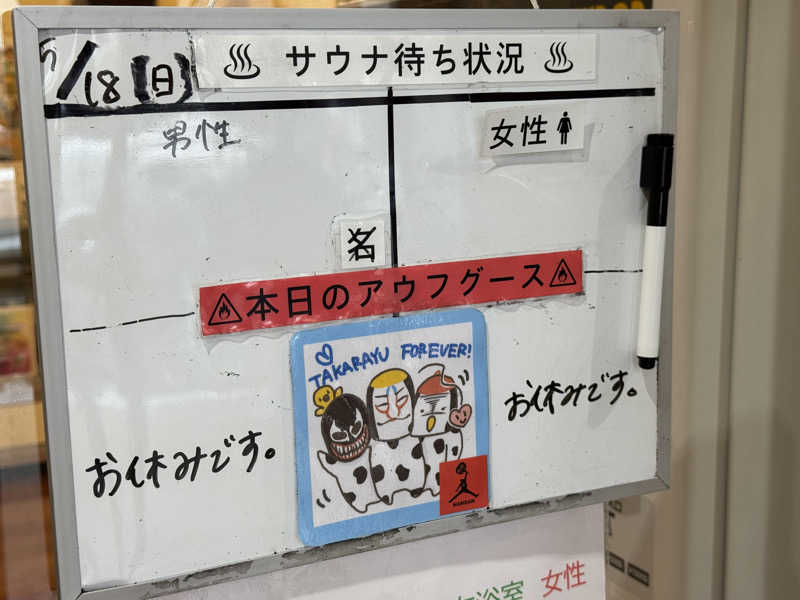 5/18【日】
♨ サウナ待ち状況 ♨
男性
女性
名
本日のアウフグース
TAKARAYU FOREVER!
お休みです。
お休みです。
浴室 女性